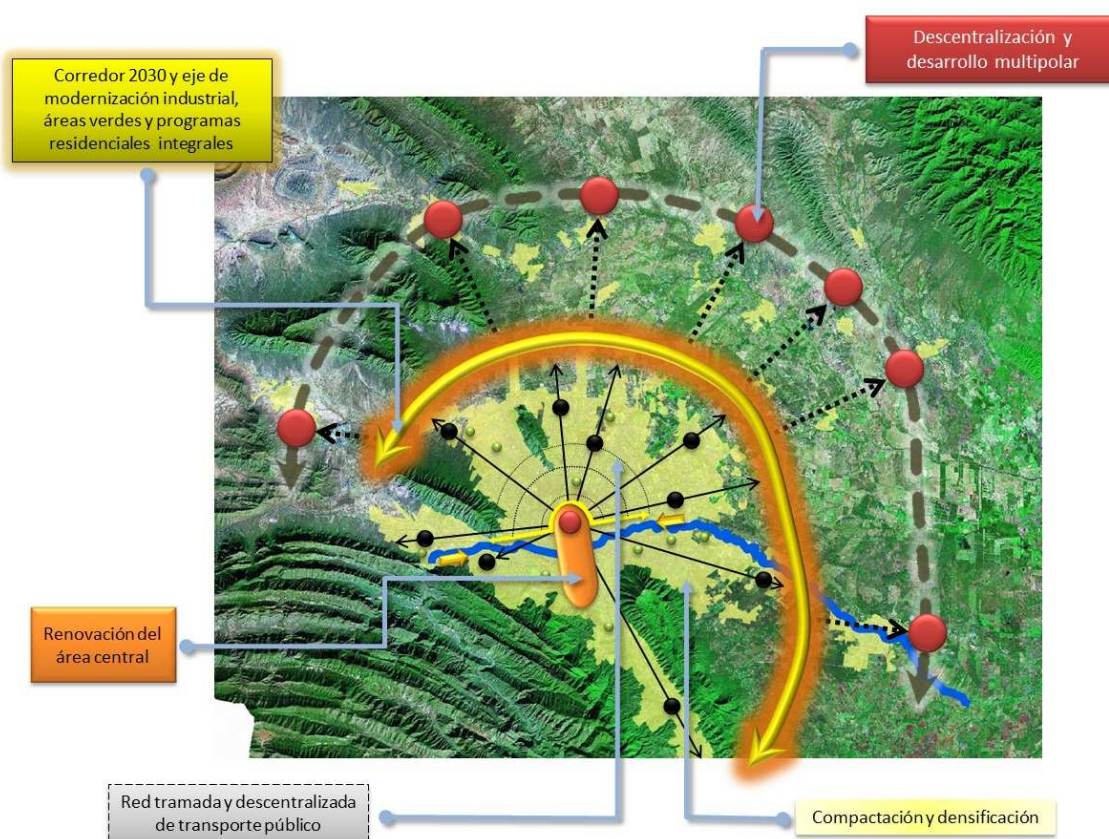 Descentralización y
desarrollo multipolar
Corredor 2030 y eje de
modernización industrial,
áreas verdes y programas
residenciales integrales
Renovación del
área central
Red tramada y descentralizada
de transporte público
Compactación y densificación